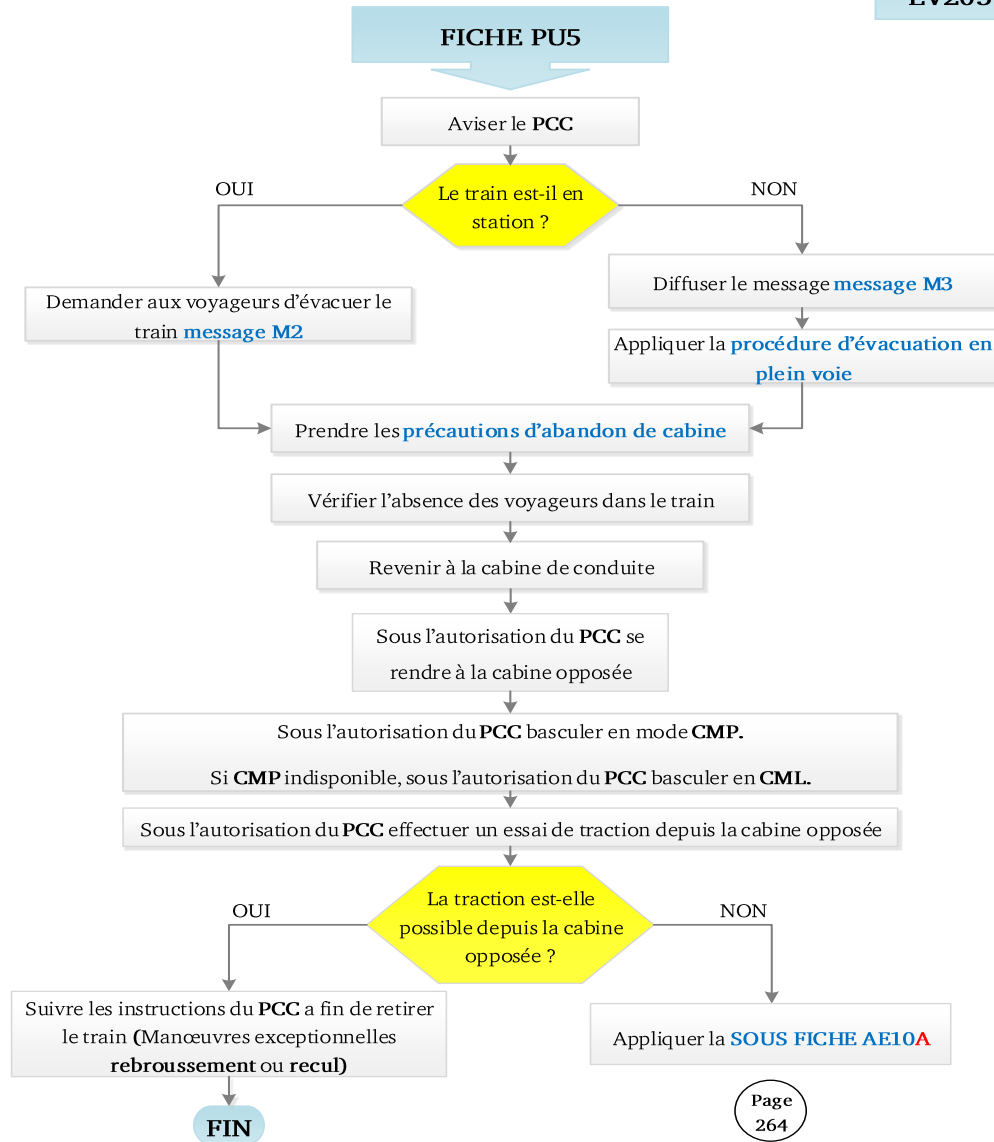 FICHE PU5
Aviser le PCC
Le train est-il en
station ?
OUI
NON
Demander aux voyageurs d'évacuer le
train message M2
Diffuser le message message M3
Appliquer la procédure d'évacuation en
plein voie
Prendre les précautions d'abandon de cabine
Vérifier l'absence des voyageurs dans le train
Revenir à la cabine de conduite
Sous l'autorisation du PCC se
rendre à la cabine opposée
Sous l'autorisation du PCC basculer en mode CMP.
Si CMP indisponible, sous l'autorisation du PCC basculer en CML.
Sous l'autorisation du PCC effectuer un essai de traction depuis la cabine opposée
La traction est-elle
possible depuis la cabine
opposée ?
OUI
NON
Suivre les instructions du PCC a fin de retirer
le train (Manœuvres exceptionnelles
rebroussement ou recul)
Appliquer la SOUS FICHE AE10A
FIN
Page
264